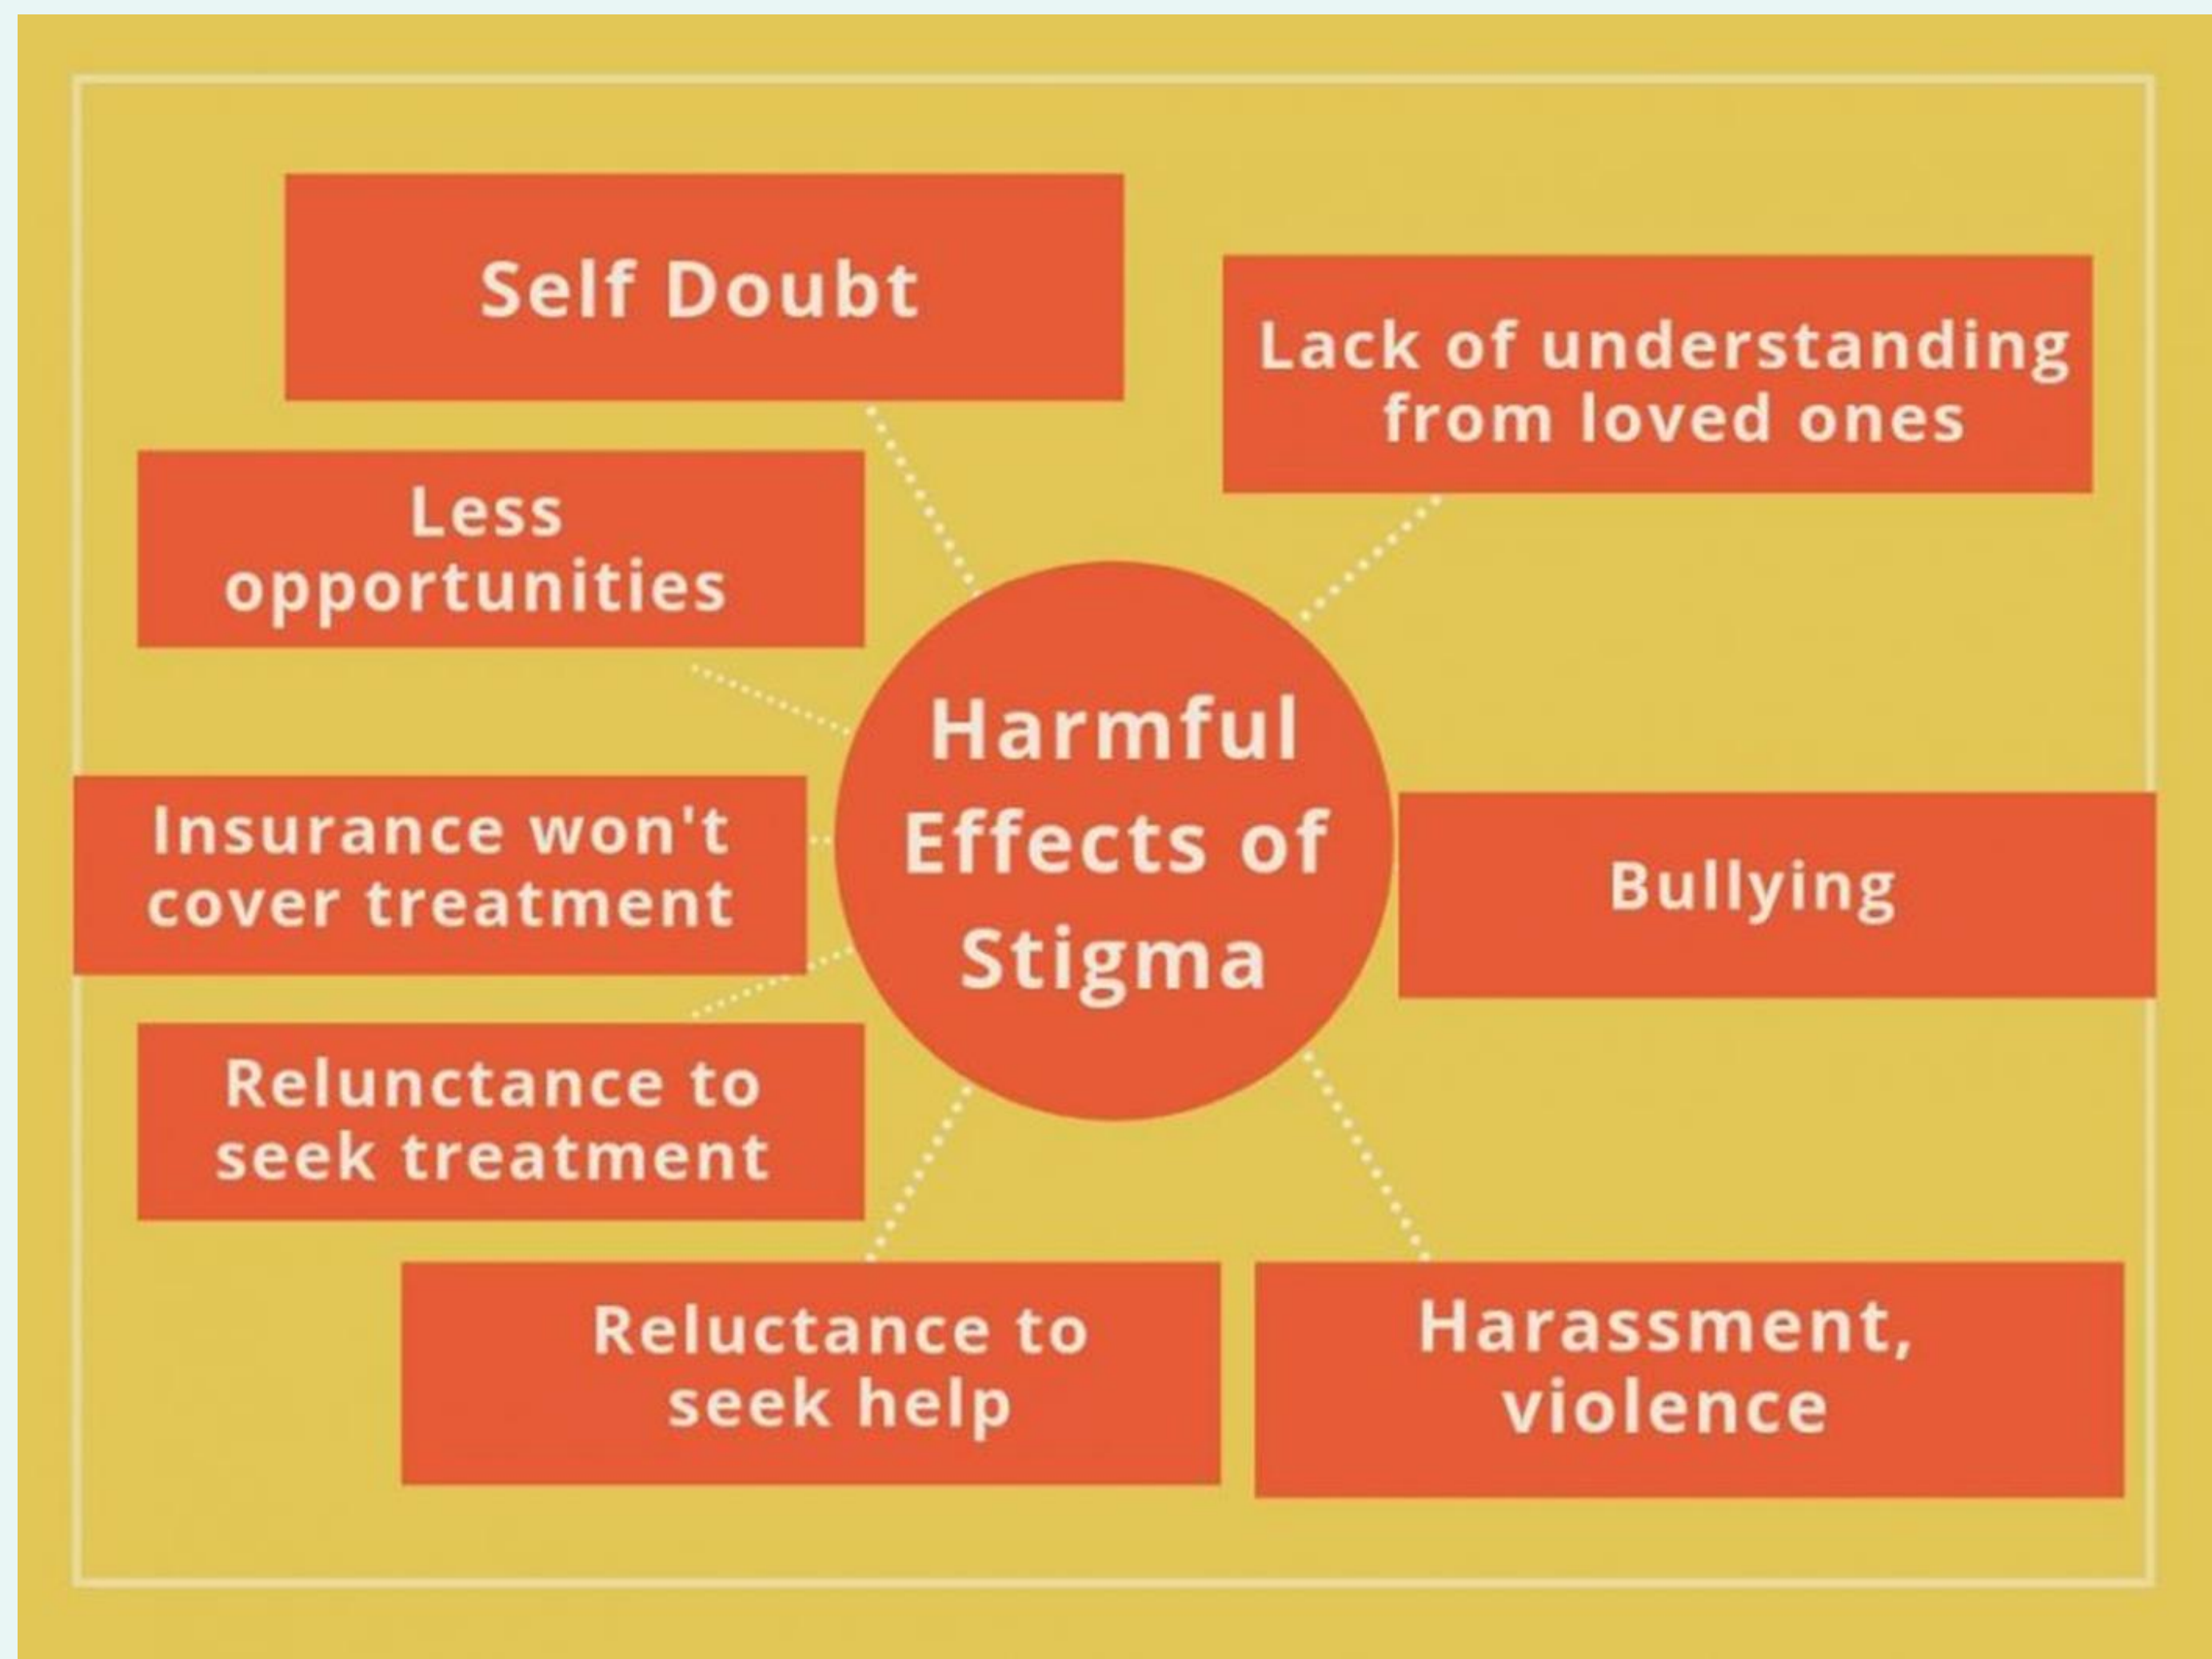 Self Doubt
Lack of understanding
from loved ones
Less
opportunities
Harmful
Effects of
Stigma
Insurance won't
cover treatment
Bullying
Relunctance to
seek treatment
Reluctance to
seek help
Harassment,
violence